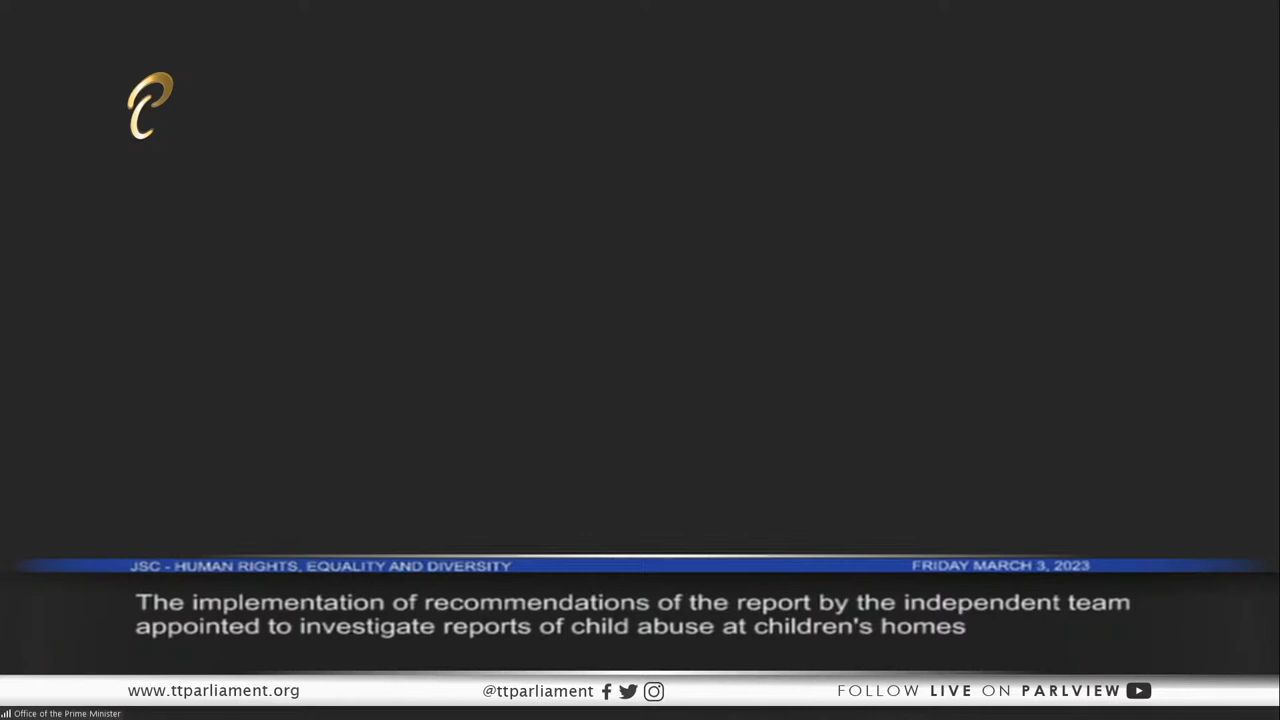 JSC - HUMAN RIGHTS, EQUALITY AND DIVERSITY
FRIDAY MARCH 3, 2023
The implementation of recommendations of the report by the independent team
appointed to investigate reports of child abuse at children's homes
www.ttparliament.org
@ttparliament
FOLLOW LIVE ON PARLVIEW
Office of the Prime Minister